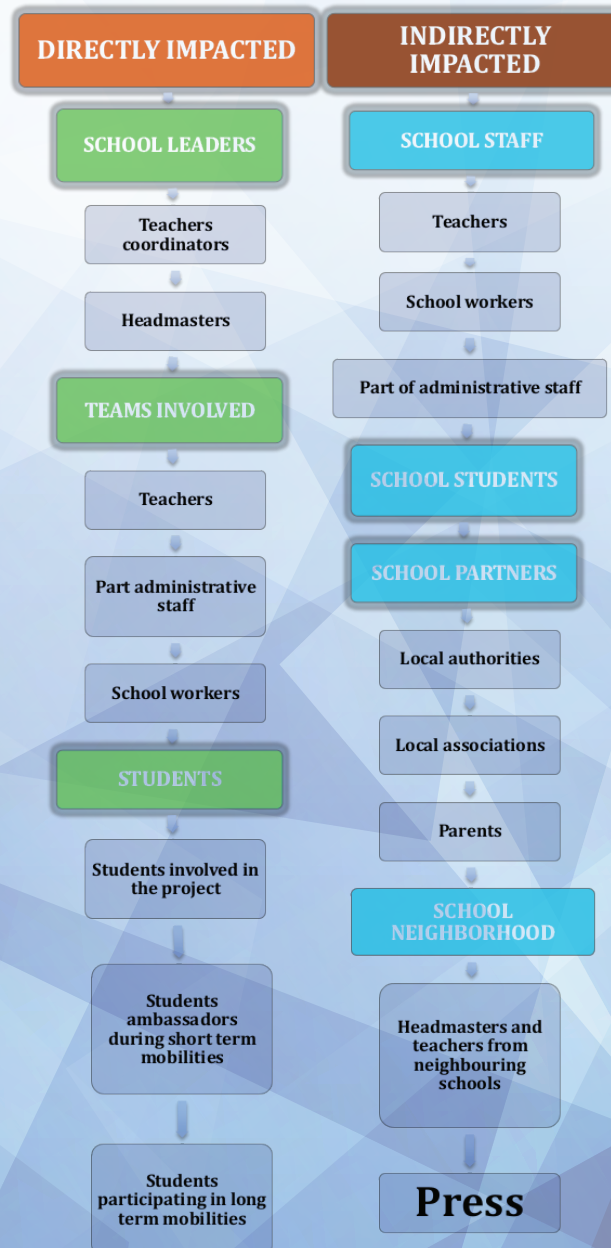 DIRECTLY IMPACTED
SCHOOL LEADERS
Teachers
coordinators
Headmasters
TEAMS INVOLVED
Teachers
Part administrative
staff
School workers
STUDENTS
Students involved in
the project
Students
ambassadors
during short term
mobilities
Students
participating in long
term mobilities
INDIRECTLY
IMPACTED
SCHOOL STAFF
Teachers
School workers
Part of administrative staff
SCHOOL STUDENTS
SCHOOL PARTNERS
Local authorities
Local associations
Parents
SCHOOL
NEIGHBORHOOD
Headmasters and
teachers from
neighbouring
schools
Press